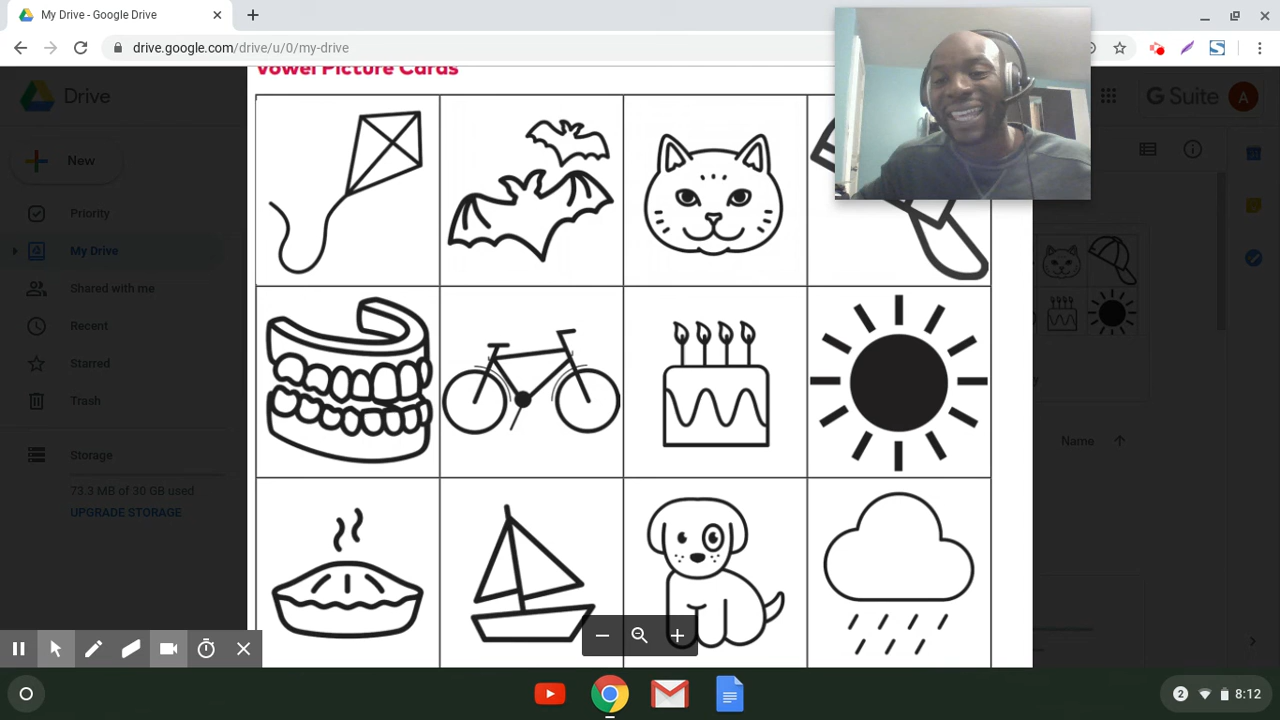 My Drive - Google Drive
drive.google.com/drive/u/0/my-drive
Vowel Picture Cards
Drive
G Suite
A
New
Priority
My Drive
Shared with me
Recent
Starred
Trash
Storage
73.3 MB of 30 GB used
UPGRADE STORAGE
Name
2
8:12